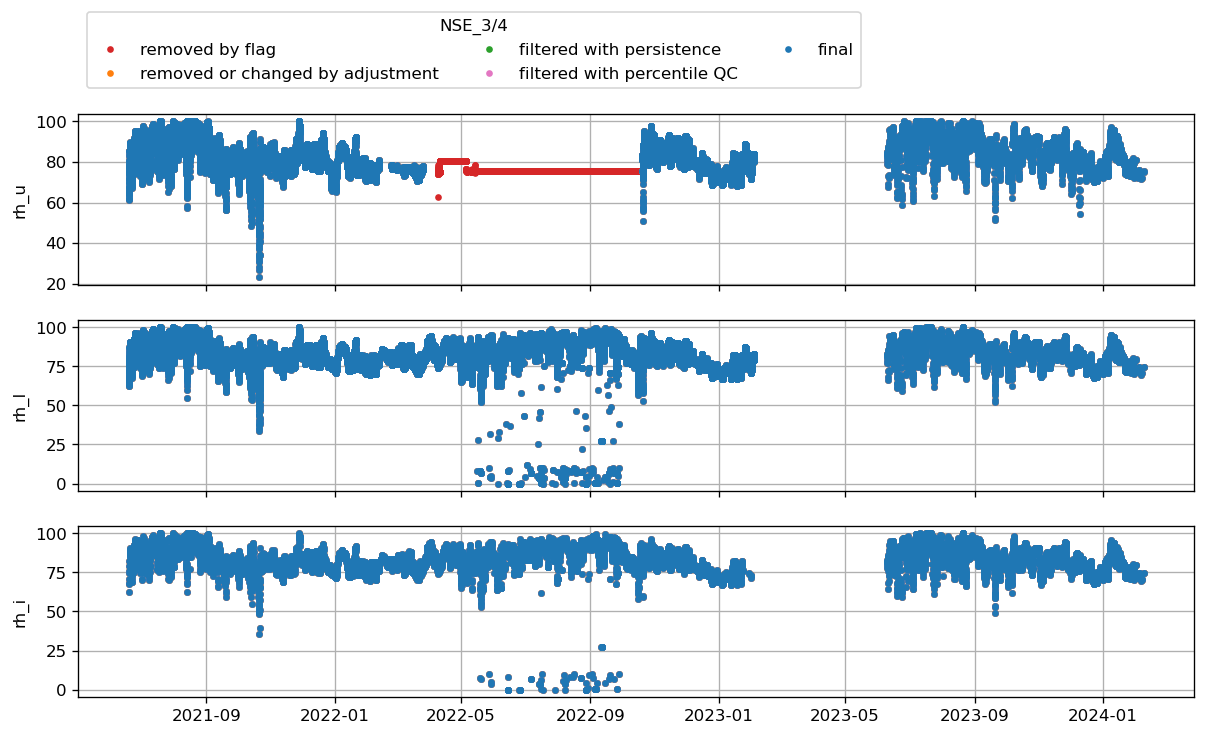 NSE_3/4
removed by flag
filtered with persistence
final
removed or changed by adjustment
filtered with percentile QC
100
80
60
40
20
rh_u
100
75
50
25
0
rh_l
100
75
50
25
0
rh_i
2021-09
2022-01
2022-05
2022-09
2023-01
2023-05
2023-09
2024-01